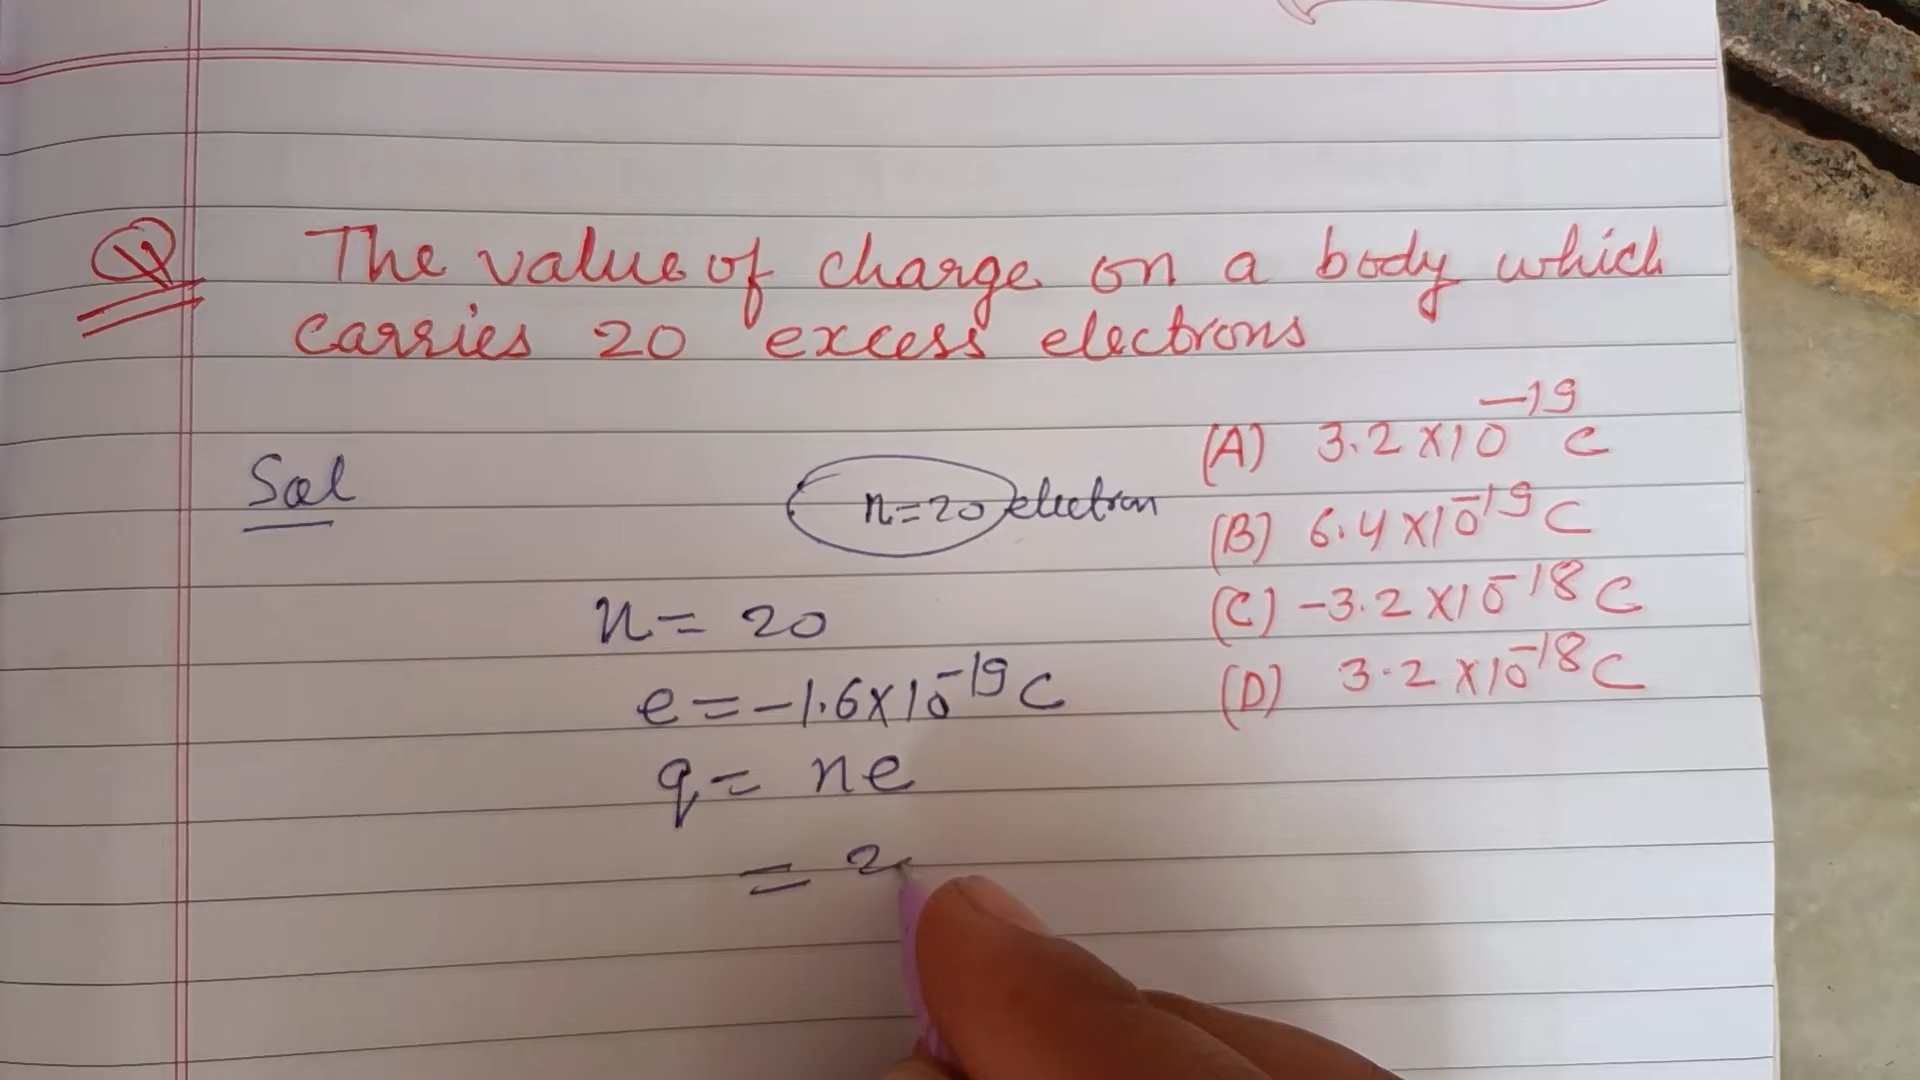 Q The value of charge on a body which
carries 20 excess electrons
(A) 3.2 × 10⁻¹⁹ C
Sol n = 20 electron
(B) 6.4 × 10⁻¹⁹ C
(C) -3.2 × 10⁻¹⁸ C
n = 20
(D) 3.2 × 10⁻¹⁸ C
e = -1.6 × 10⁻¹⁹ C
q = ne
= 20